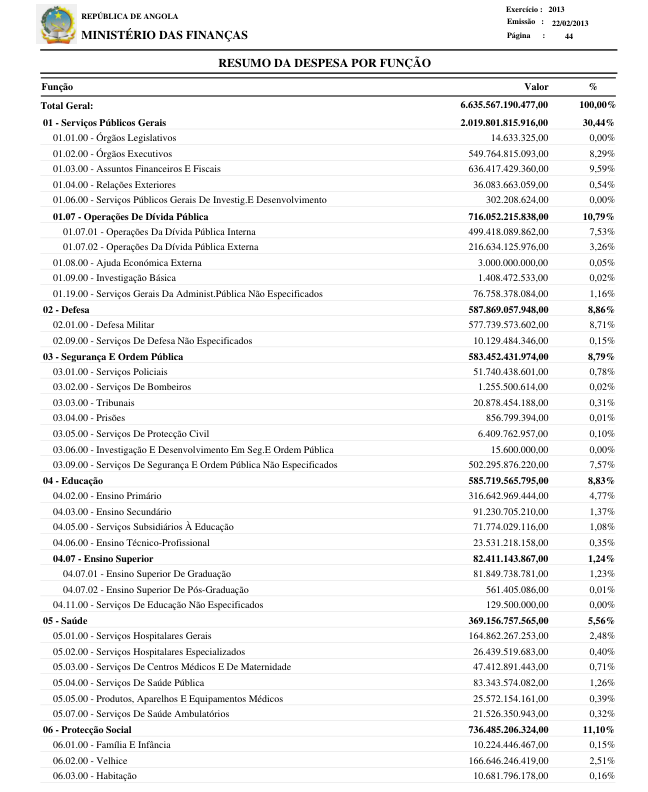 REPÚBLICA DE ANGOLA
MINISTÉRIO DAS FINANÇAS
Exercício : 2013
Emissão : 22/02/2013
Página : 44
RESUMO DA DESPESA POR FUNÇÃO
Função Valor %
Total Geral: 6.635.567.190.477,00 100,00%
01 - Serviços Públicos Gerais 2.019.801.815.916,00 30,44%
01.01.00 - Órgãos Legislativos 14.633.325,00 0,00%
01.02.00 - Órgãos Executivos 549.764.815.093,00 8,29%
01.03.00 - Assuntos Financeiros E Fiscais 636.417.429.360,00 9,59%
01.04.00 - Relações Exteriores 36.083.663.059,00 0,54%
01.06.00 - Serviços Públicos Gerais De Investig.E Desenvolvimento 302.208.624,00 0,00%
01.07 - Operações De Dívida Pública 716.052.215.838,00 10,79%
01.07.01 - Operações Da Dívida Pública Interna 499.418.089.862,00 7,53%
01.07.02 - Operações Da Dívida Pública Externa 216.634.125.976,00 3,26%
01.08.00 - Ajuda Económica Externa 3.000.000.000,00 0,05%
01.09.00 - Investigação Básica 1.408.472.533,00 0,02%
01.19.00 - Serviços Gerais Da Administ.Pública Não Especificados 76.758.378.084,00 1,16%
02 - Defesa 587.869.057.948,00 8,86%
02.01.00 - Defesa Militar 577.739.573.602,00 8,71%
02.09.00 - Serviços De Defesa Não Especificados 10.129.484.346,00 0,15%
03 - Segurança E Ordem Pública 583.452.431.974,00 8,79%
03.01.00 - Serviços Policiais 51.740.438.601,00 0,78%
03.02.00 - Serviços De Bombeiros 1.255.500.614,00 0,02%
03.03.00 - Tribunais 20.878.454.188,00 0,31%
03.04.00 - Prisões 856.799.394,00 0,01%
03.05.00 - Serviços De Protecção Civil 6.409.762.957,00 0,10%
03.06.00 - Investigação E Desenvolvimento Em Seg.E Ordem Pública 15.600.000,00 0,00%
03.09.00 - Serviços De Segurança E Ordem Pública Não Especificados 502.295.876.220,00 7,57%
04 - Educação 585.719.565.795,00 8,83%
04.02.00 - Ensino Primário 316.642.969.444,00 4,77%
04.03.00 - Ensino Secundário 91.230.705.210,00 1,37%
04.05.00 - Serviços Subsidiários À Educação 71.774.029.116,00 1,08%
04.06.00 - Ensino Técnico-Profissional 23.531.218.158,00 0,35%
04.07 - Ensino Superior 82.411.143.867,00 1,24%
04.07.01 - Ensino Superior De Graduação 81.849.738.781,00 1,23%
04.07.02 - Ensino Superior De Pós-Graduação 561.405.086,00 0,01%
04.11.00 - Serviços De Educação Não Especificados 129.500.000,00 0,00%
05 - Saúde 369.156.757.565,00 5,56%
05.01.00 - Serviços Hospitalares Gerais 164.862.267.253,00 2,48%
05.02.00 - Serviços Hospitalares Especializados 26.439.519.683,00 0,40%
05.03.00 - Serviços De Centros Médicos E De Maternidade 47.412.891.443,00 0,71%
05.04.00 - Serviços De Saúde Pública 83.343.574.082,00 1,26%
05.05.00 - Produtos, Aparelhos E Equipamentos Médicos 25.572.154.161,00 0,39%
05.07.00 - Serviços De Saúde Ambulatórios 21.526.350.943,00 0,32%
06 - Protecção Social 736.485.206.324,00 11,10%
06.01.00 - Família E Infância 10.224.446.467,00 0,15%
06.02.00 - Velhice 166.646.246.419,00 2,51%
06.03.00 - Habitação 10.681.796.178,00 0,16%